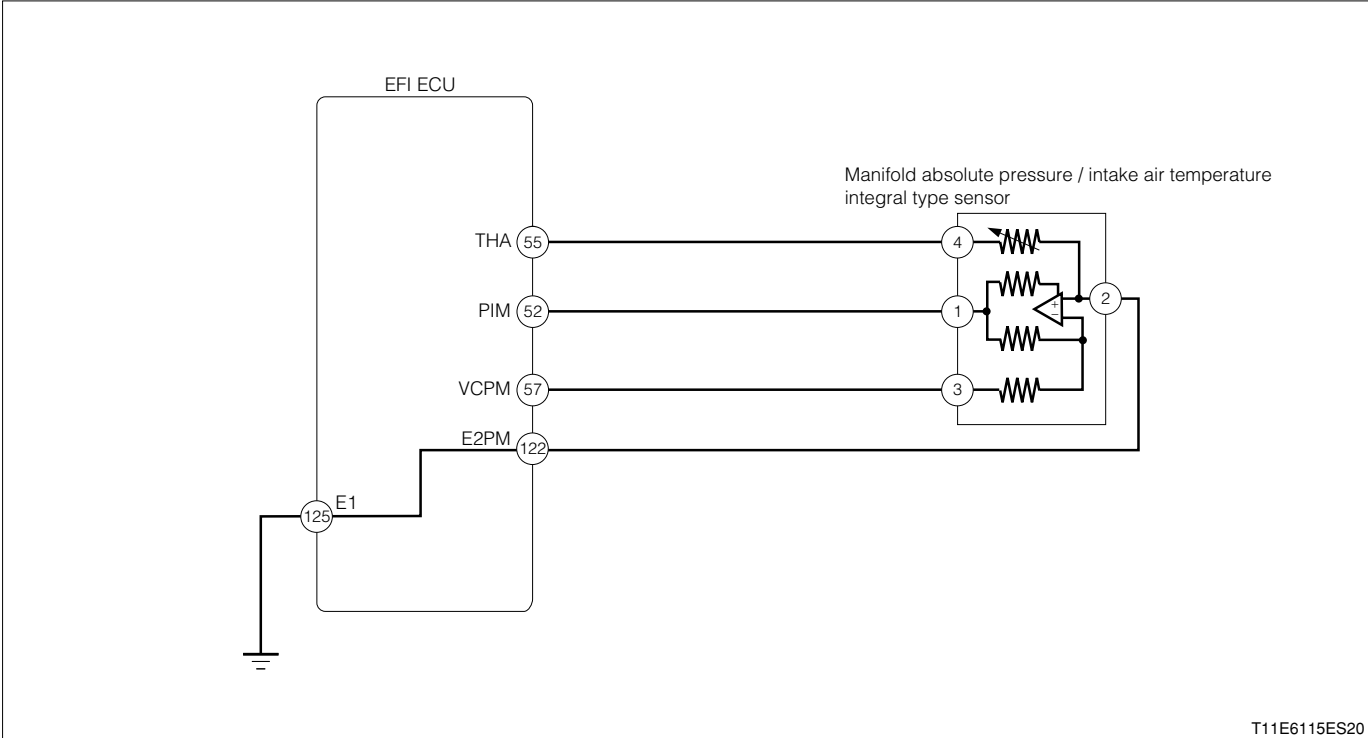 EFI ECU
Manifold absolute pressure / intake air temperature
integral type sensor
THA 55
4
PIM 52
1
2
+
−
VCPM 57
3
E2PM 122
125 E1
T11E6115ES20